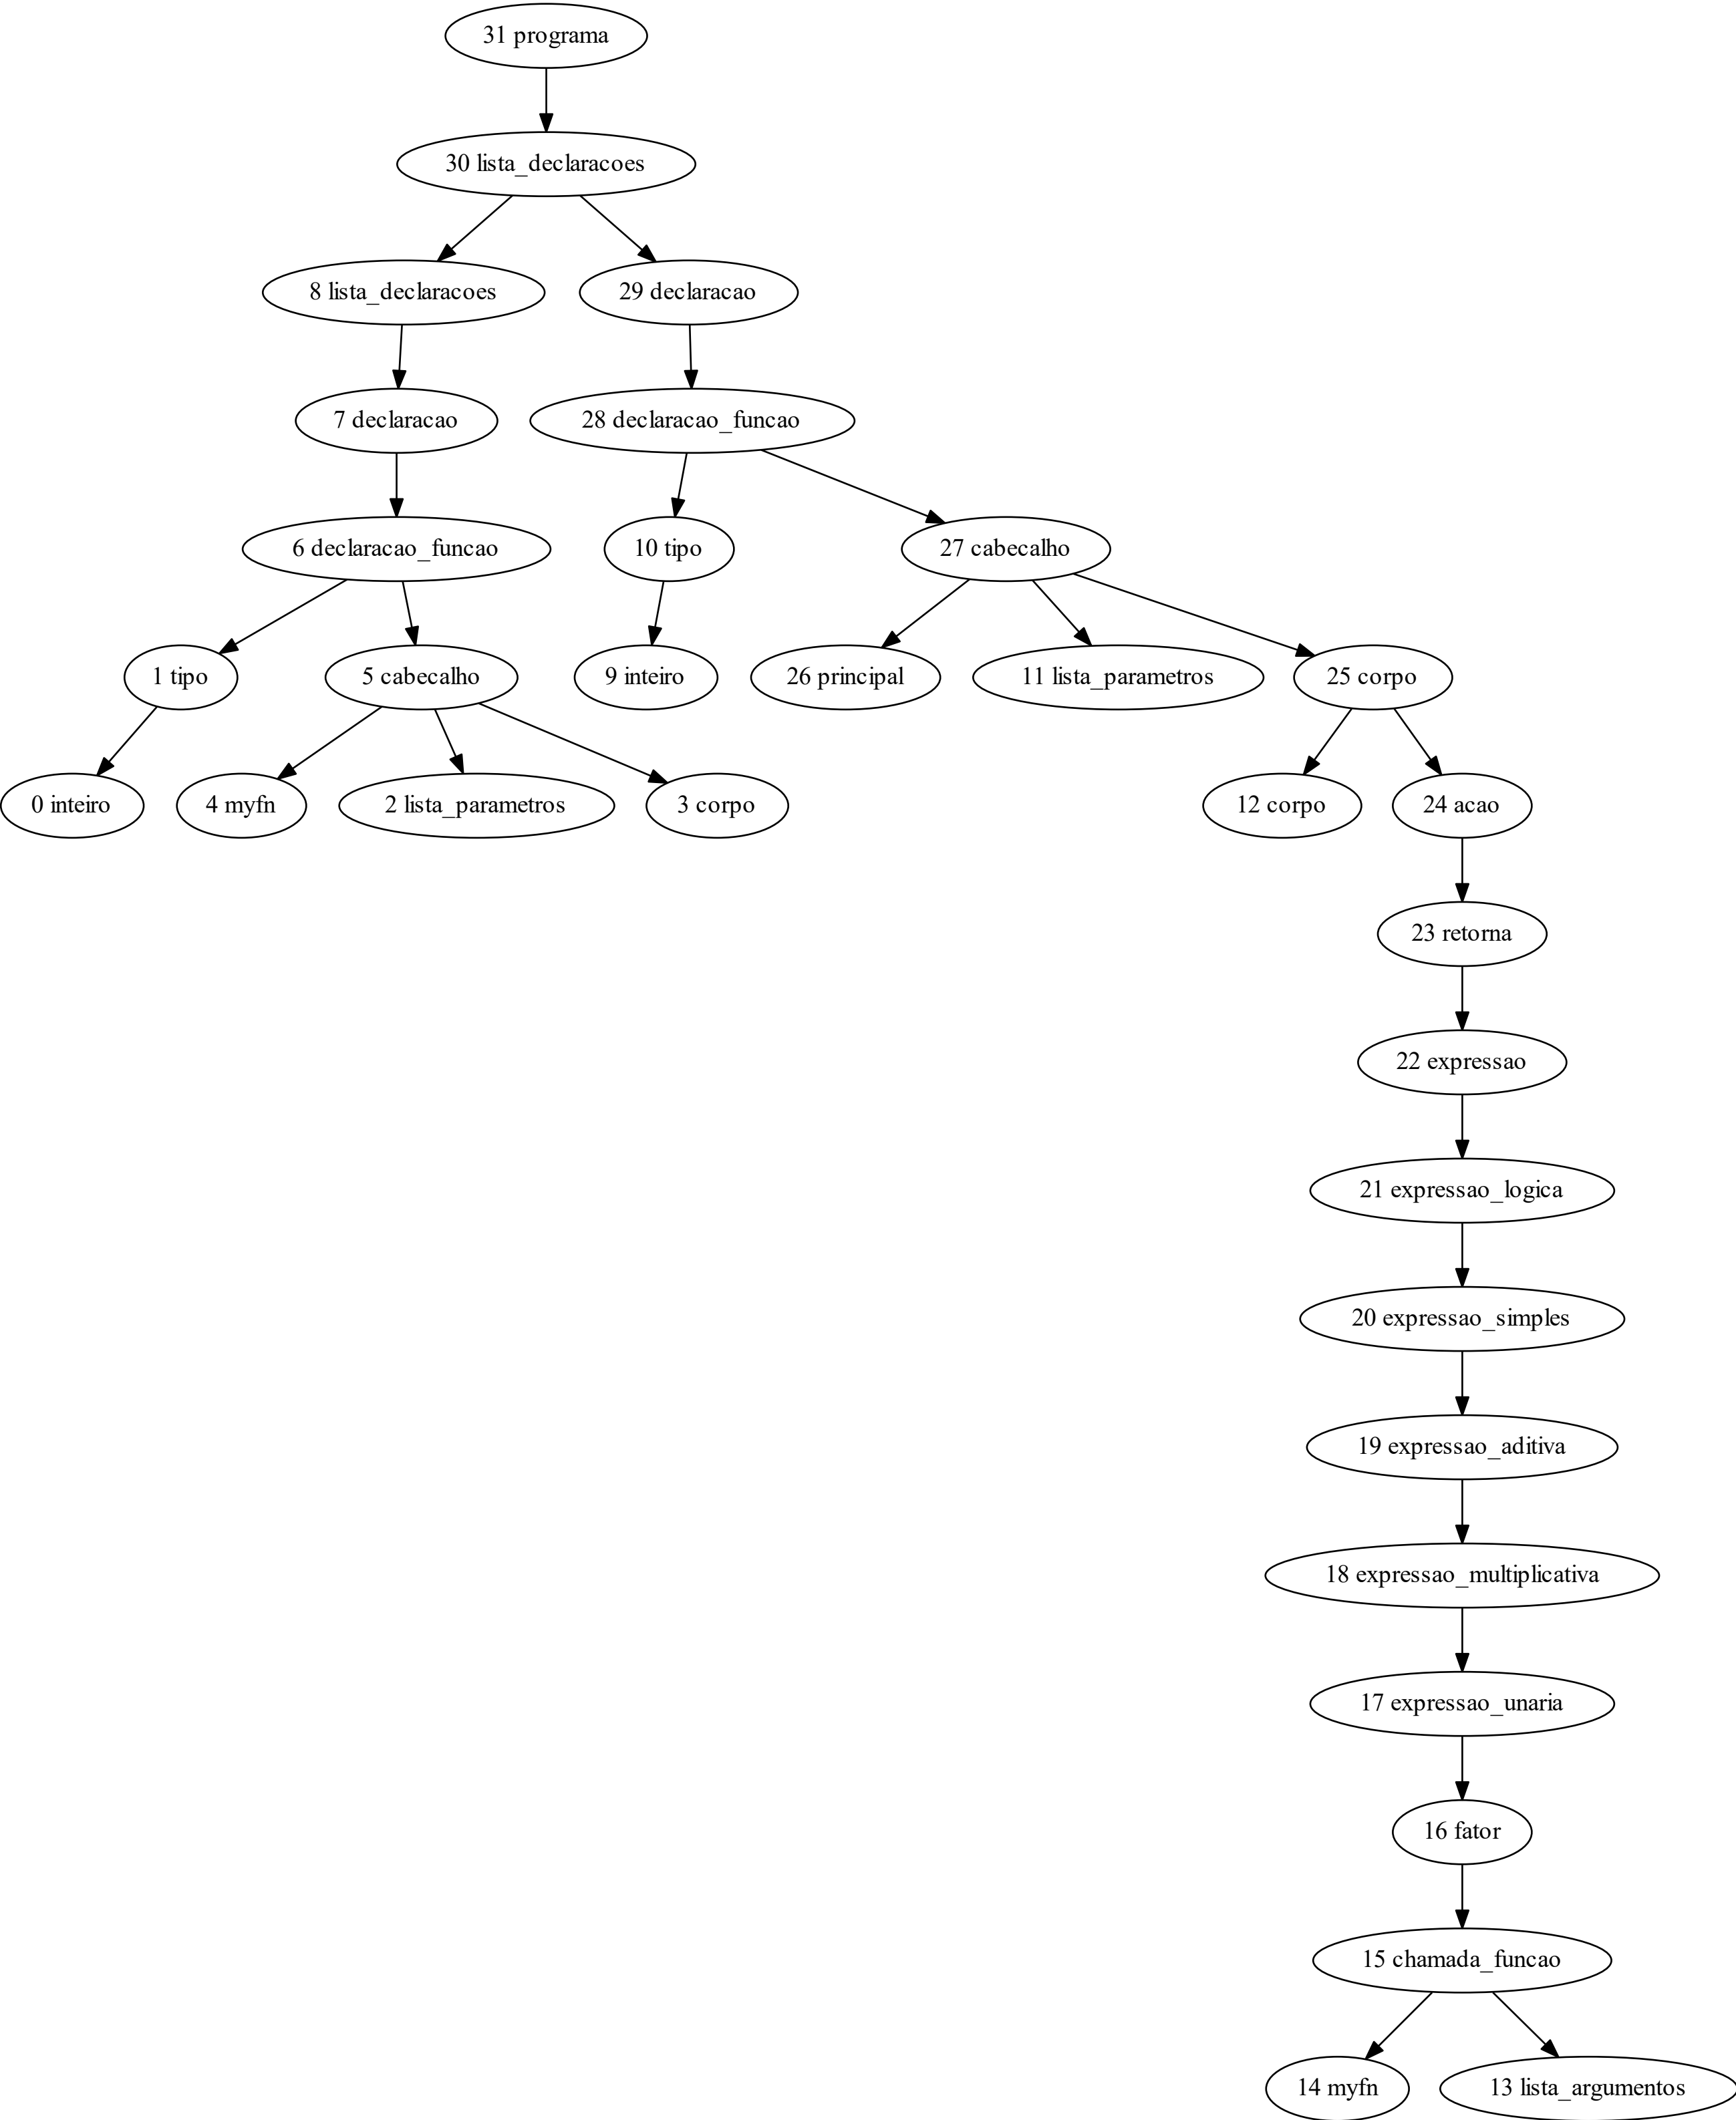 31 programa
30 lista_declaracoes
8 lista_declaracoes
29 declaracao
7 declaracao
28 declaracao_funcao
6 declaracao_funcao
10 tipo
27 cabecalho
1 tipo
5 cabecalho
9 inteiro
26 principal
11 lista_parametros
25 corpo
0 inteiro
4 myfn
2 lista_parametros
3 corpo
12 corpo
24 acao
23 retorna
22 expressao
21 expressao_logica
20 expressao_simples
19 expressao_aditiva
18 expressao_multiplicativa
17 expressao_unaria
16 fator
15 chamada_funcao
14 myfn
13 lista_argumentos